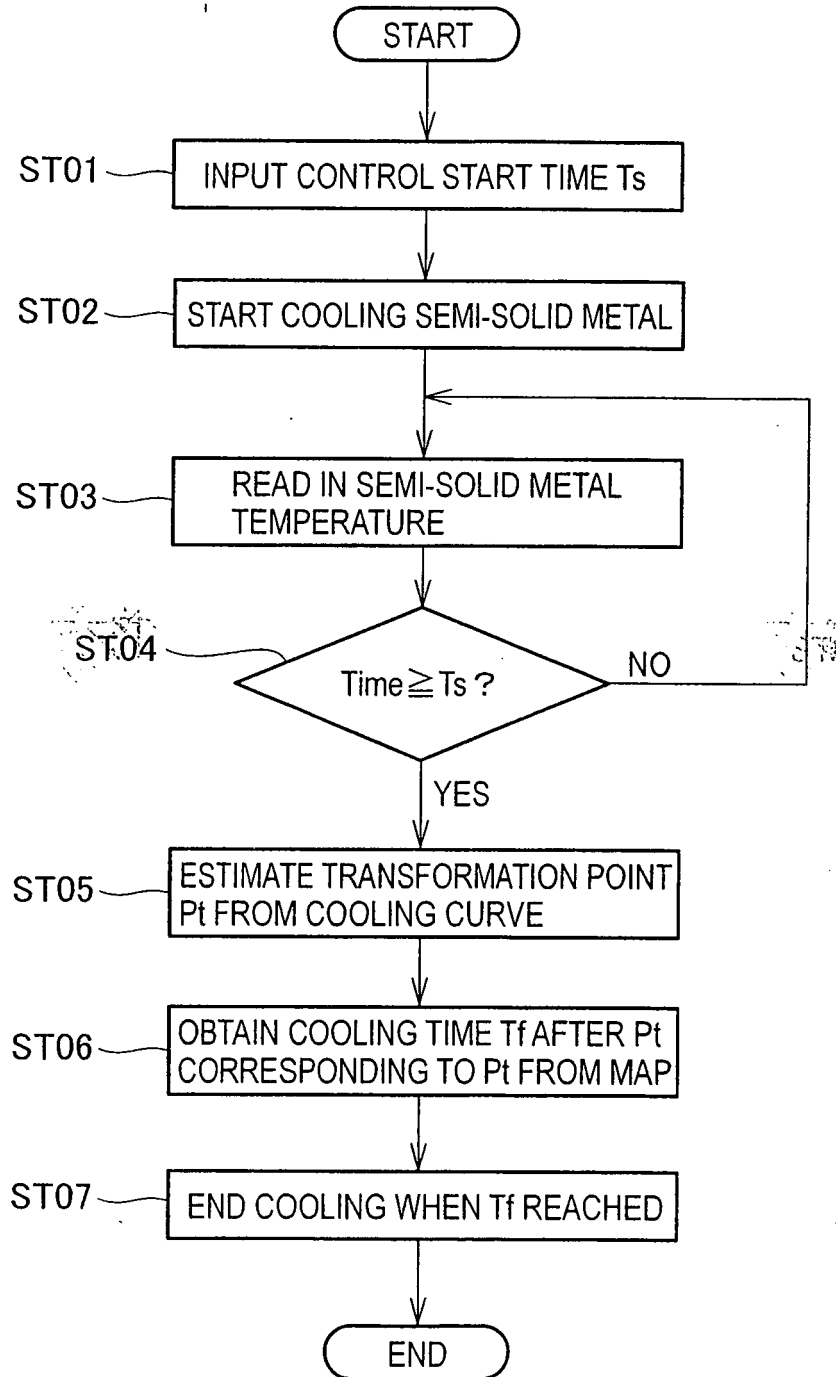 START
ST01
INPUT CONTROL START TIME Ts
ST02
START COOLING SEMI-SOLID METAL
ST03
READ IN SEMI-SOLID METAL
TEMPERATURE
ST04
Time≧Ts ?
NO
YES
ST05
ESTIMATE TRANSFORMATION POINT
Pt FROM COOLING CURVE
ST06
OBTAIN COOLING TIME Tf AFTER Pt
CORRESPONDING TO Pt FROM MAP
ST07
END COOLING WHEN Tf REACHED
END